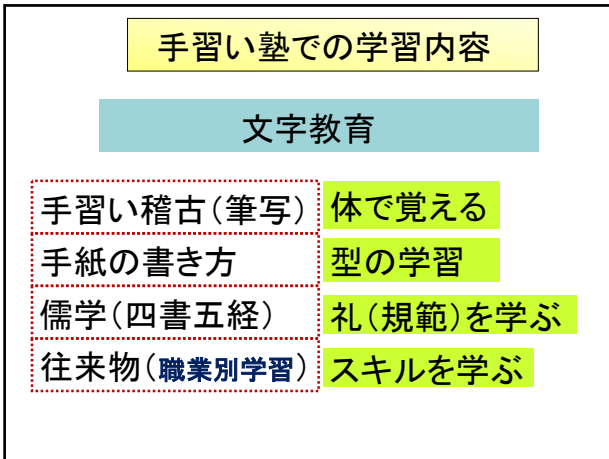 手習い塾での学習内容
文字教育
手習い稽古(筆写) 体で覚える
手紙の書き方 型の学習
儒学(四書五経) 礼(規範)を学ぶ
往来物(職業別学習) スキルを学ぶ